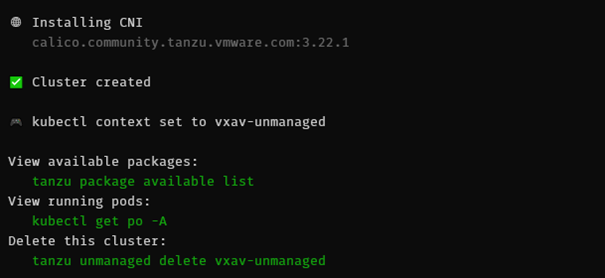 Installing CNI
calico.community.tanzu.vmware.com:3.22.1
Cluster created
kubectl context set to vxav-unmanaged
View available packages:
tanzu package available list
View running pods:
kubectl get po -A
Delete this cluster:
tanzu unmanaged delete vxav-unmanaged